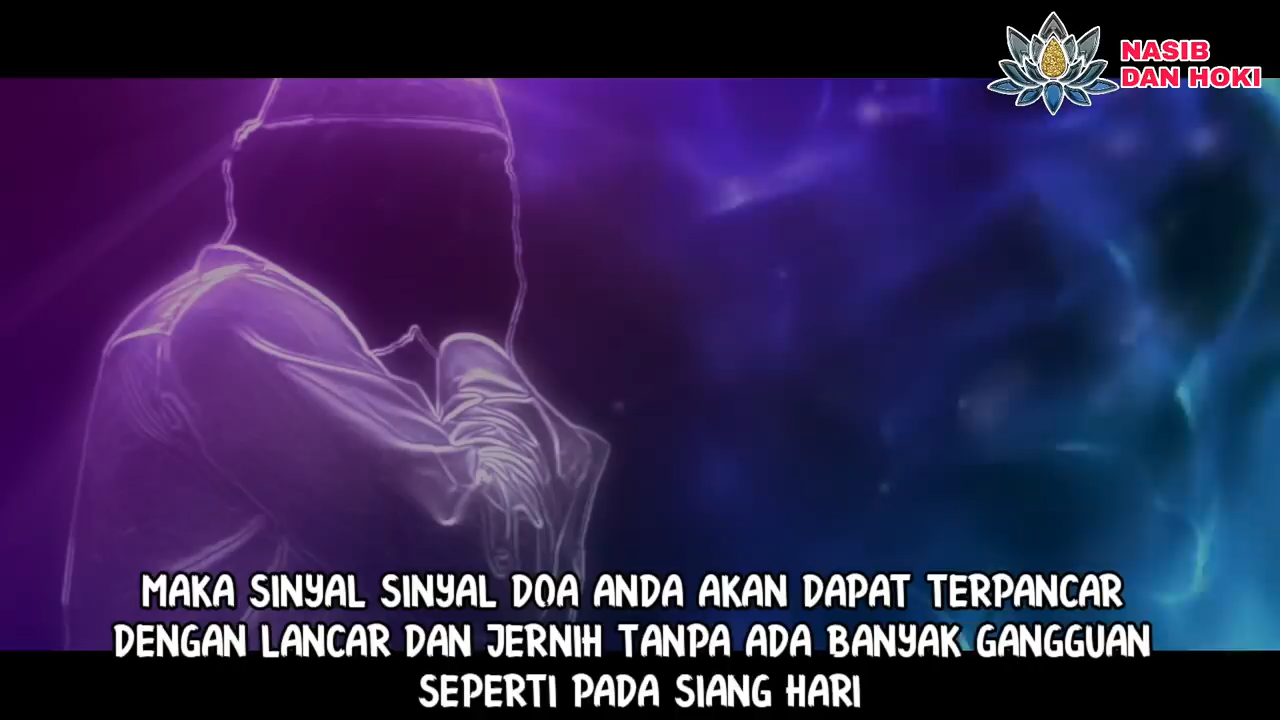 NASIB
DAN HOKI
MAKA SINYAL SINYAL DOA ANDA AKAN DAPAT TERPANCAR
DENGAN LANCAR DAN JERNIH TANPA ADA BANYAK GANGGUAN
SEPERTI PADA SIANG HARI